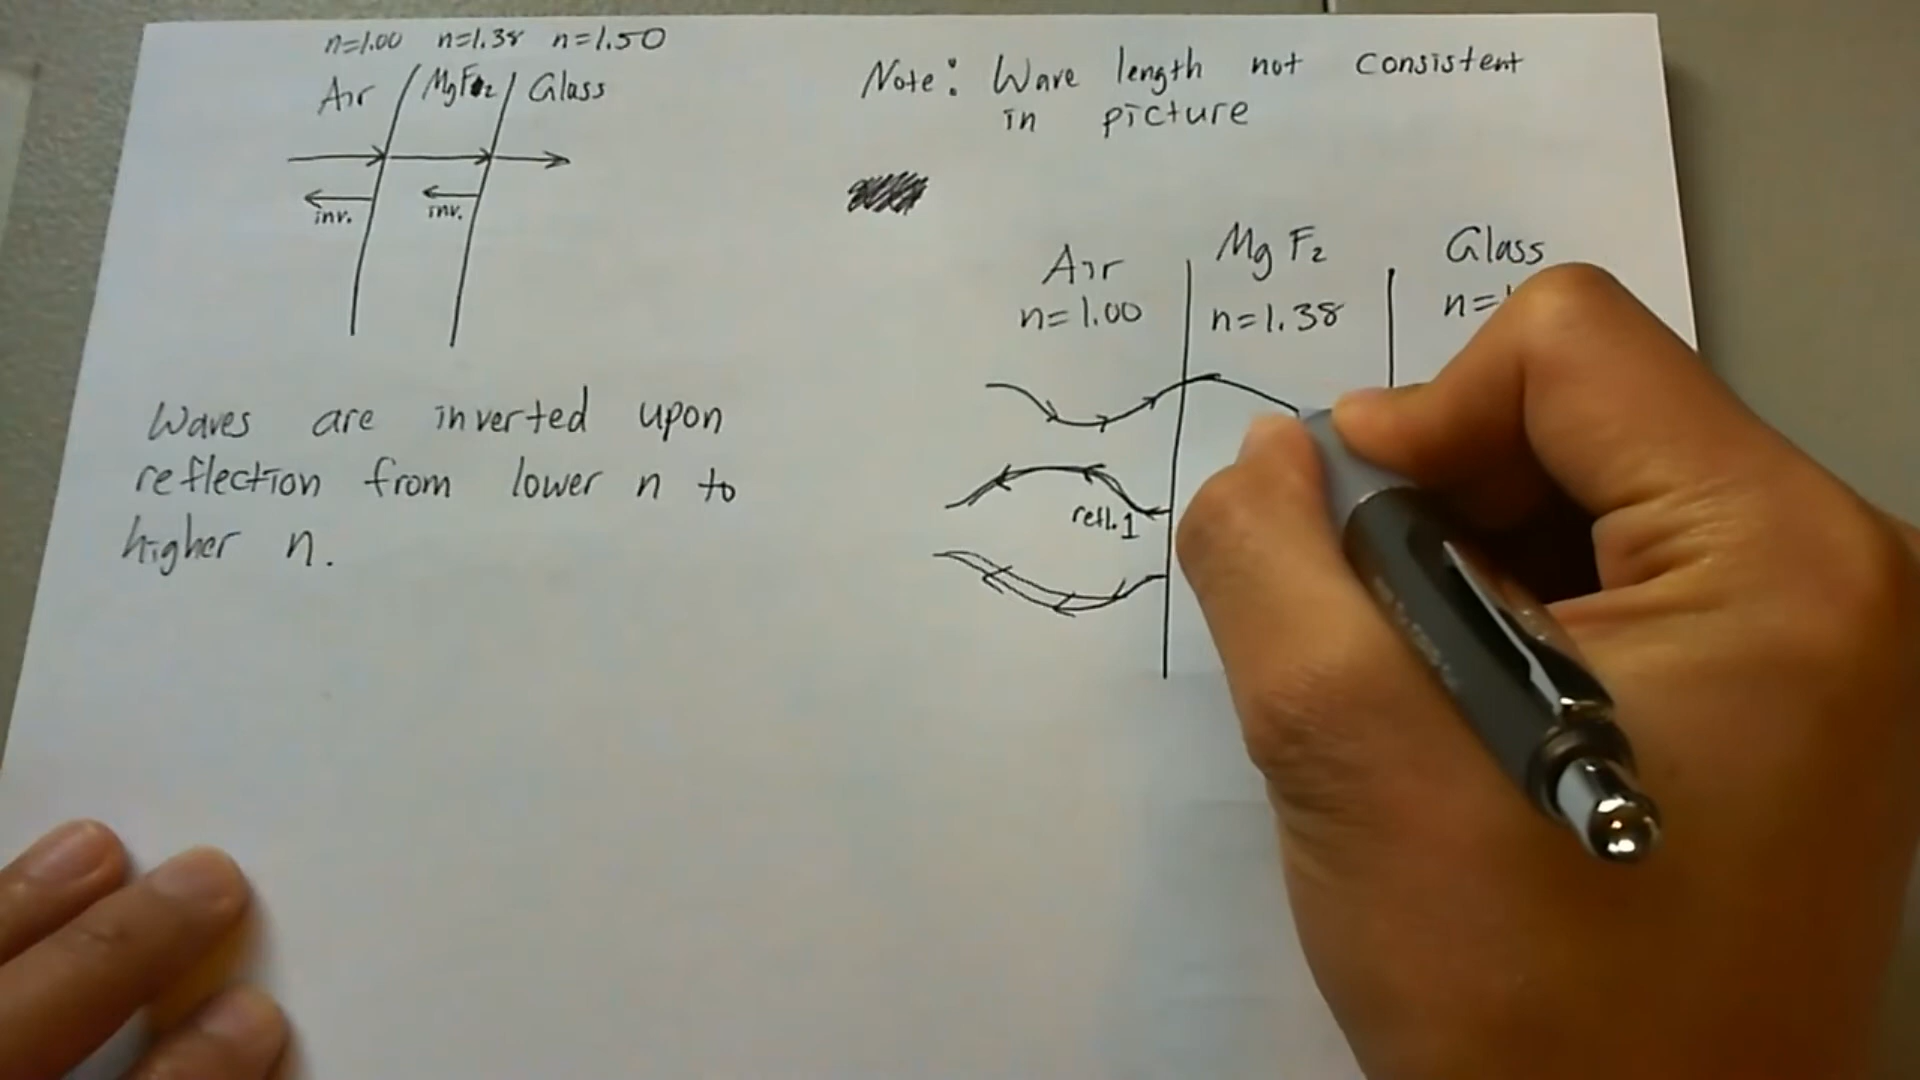 n=1.00 n=1.38 n=1.50
Air MgF2 Glass
inv. inv.
Waves are inverted upon
reflection from lower n to
higher n.
Note: Wave length not consistent
in picture
Air MgF2 Glass
n=1.00 n=1.38 n=
refl.1